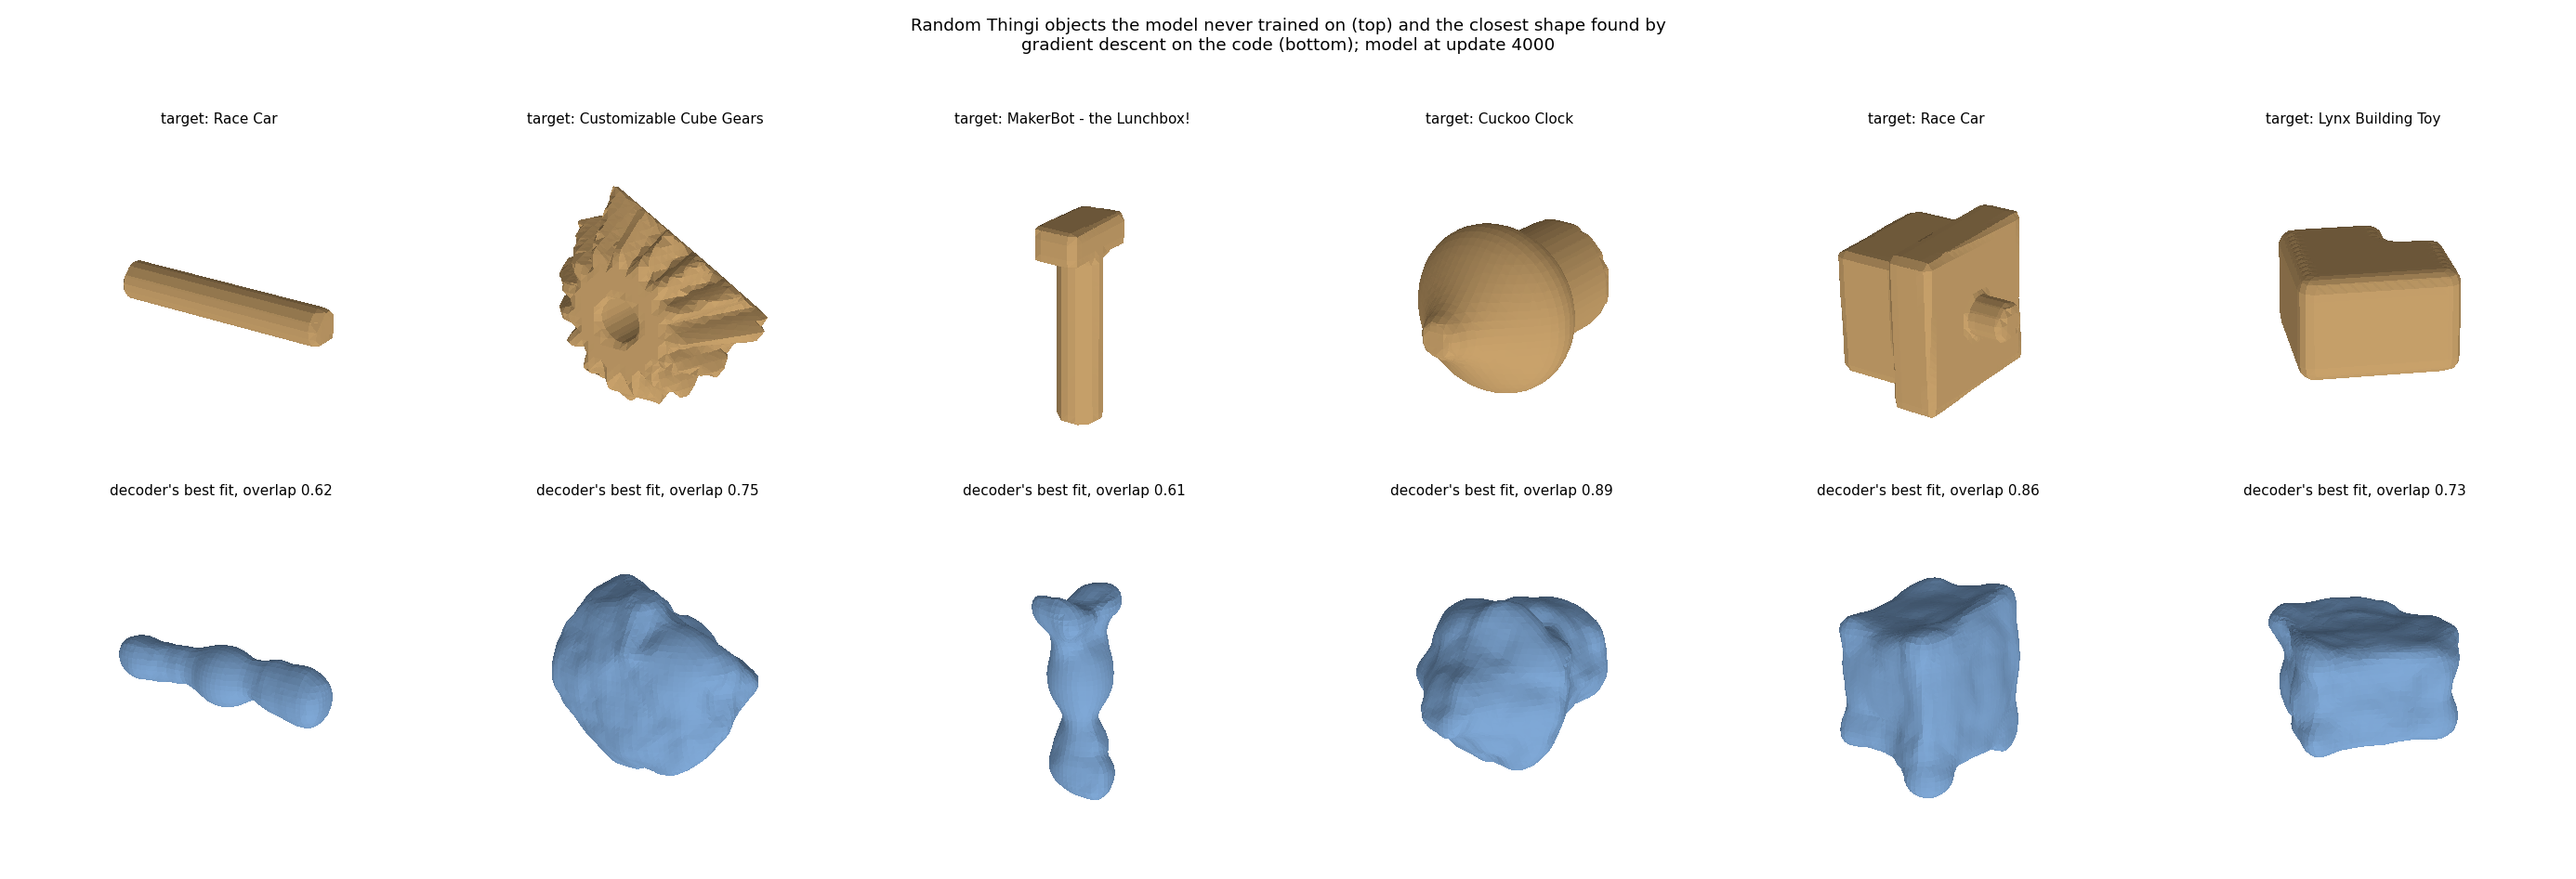 Random Thingi objects the model never trained on (top) and the closest shape found by
gradient descent on the code (bottom); model at update 4000
target: Race Car
target: Customizable Cube Gears
target: MakerBot - the Lunchbox!
target: Cuckoo Clock
target: Race Car
target: Lynx Building Toy
decoder's best fit, overlap 0.62
decoder's best fit, overlap 0.75
decoder's best fit, overlap 0.61
decoder's best fit, overlap 0.89
decoder's best fit, overlap 0.86
decoder's best fit, overlap 0.73